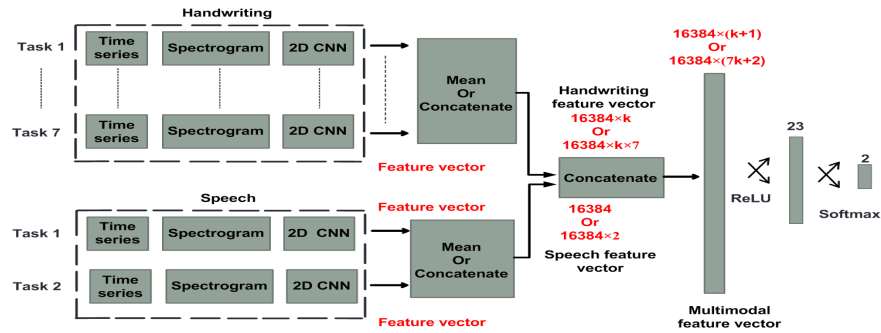 Handwriting
Task 1
Time
series
Spectrogram
2D CNN
Task 7
Time
series
Spectrogram
2D CNN
Mean
Or
Concatenate
Feature vector
Speech
Task 1
Time
series
Spectrogram
2D CNN
Task 2
Time
series
Spectrogram
2D CNN
Feature vector
Mean
Or
Concatenate
Feature vector
Handwriting
feature vector
16384×k
Or
16384×k×7
Concatenate
16384
Or
16384×2
Speech feature
vector
16384×(k+1)
Or
16384×(7k+2)
Multimodal
feature vector
ReLU
23
Softmax
2